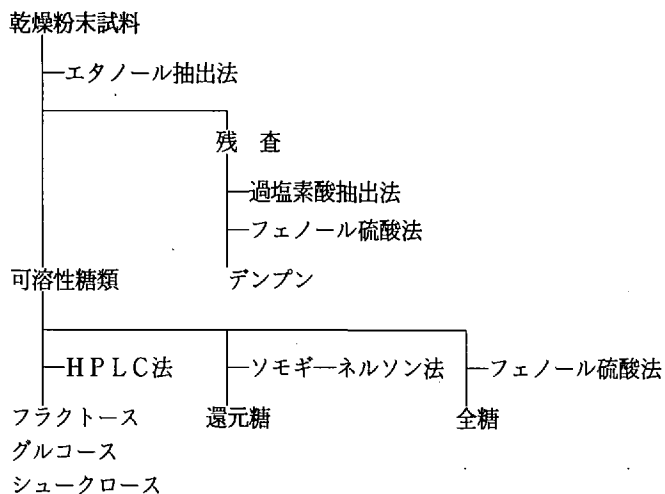 乾燥粉末試料
エタノール抽出法
残　査
過塩素酸抽出法
フェノール硫酸法
可溶性糖類　デンプン
ＨＰＬＣ法　ソモギーネルソン法　フェノール硫酸法
フラクトース　還元糖　全糖
グルコース
シュークロース